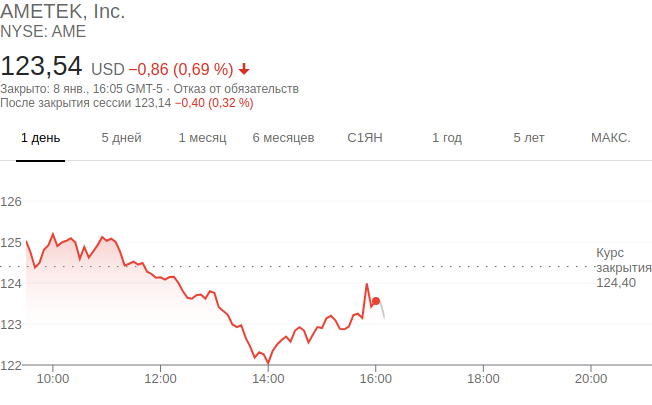 AMETEK, Inc.
NYSE: AME
123,54 USD −0,86 (0,69 %)
Закрыто: 8 янв., 16:05 GMT-5 · Отказ от обязательств
После закрытия сессии 123,14 −0,40 (0,32 %)
1 день 5 дней 1 месяц 6 месяцев С1ЯН 1 год 5 лет МАКС.
126
125
124
123
122
Курс
закрытия
124,40
10:00 12:00 14:00 16:00 18:00 20:00